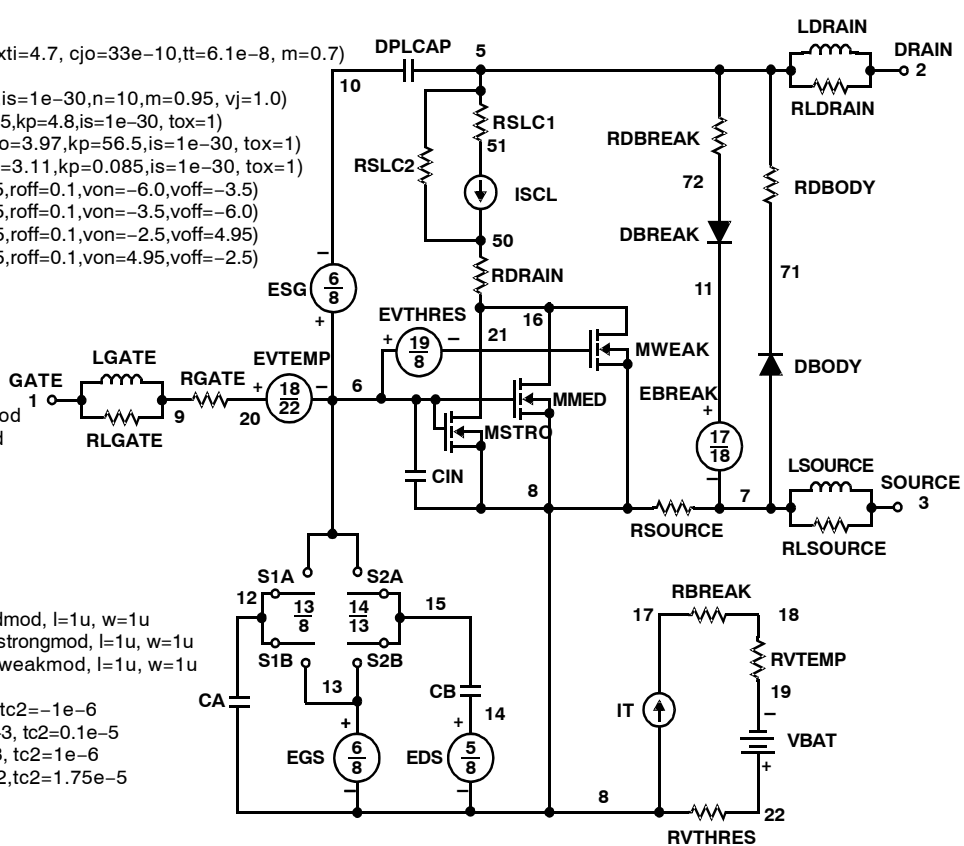 xti=4.7, cjo=33e−10,tt=6.1e−8, m=0.7)
is=1e−30,n=10,m=0.95, vj=1.0)
5,kp=4.8,is=1e−30, tox=1)
o=3.97,kp=56.5,is=1e−30, tox=1)
=3.11,kp=0.085,is=1e−30, tox=1)
5,roff=0.1,von=−6.0,voff=−3.5)
5,roff=0.1,von=−3.5,voff=−6.0)
5,roff=0.1,von=−2.5,voff=4.95)
5,roff=0.1,von=4.95,voff=−2.5)
LDRAIN
DPLCAP
5
DRAIN
2
10
RLDRAIN
RSLC1
51
RDBREAK
RSLC2
72
ISCL
RDBODY
DBREAK
50
−
RDRAIN
71
ESG
6
8
11
+
EVTHRES
16
21
+
19
8
−
MWEAK
LGATE
EVTEMP
DBODY
GATE
1
RGATE
+
18
22
−
6
EBREAK
MMED
+
9
20
od
d
MSTRO
RLGATE
17
18
CIN
LSOURCE
−
8
7
SOURCE
3
RSOURCE
RLSOURCE
S1A
S2A
RBREAK
12
13
8
14
13
15
17
18
dmod, l=1u, w=1u
strongmod, l=1u, w=1u
weakmod, l=1u, w=1u
S1B
S2B
RVTEMP
13
CB
19
CA
tc2=−1e−6
14
IT
−
−3, tc2=0.1e−5
+
+
VBAT
3, tc2=1e−6
EGS
6
8
EDS
5
8
+
2,tc2=1.75e−5
−
−
8
22
RVTHRES